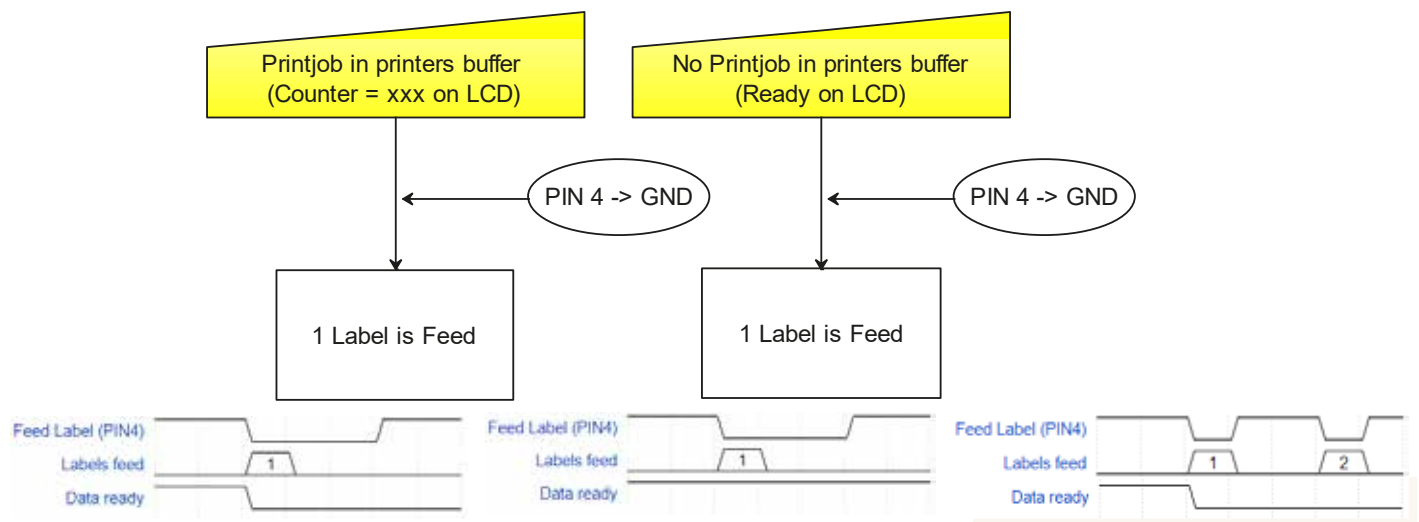 Printjob in printers buffer
(Counter = xxx on LCD)
No Printjob in printers buffer
(Ready on LCD)
PIN 4 -> GND
PIN 4 -> GND
1 Label is Feed
1 Label is Feed
Feed Label (PIN4)
Labels feed
1
Data ready
Feed Label (PIN4)
Labels feed
1
Data ready
Feed Label (PIN4)
Labels feed
1
2
Data ready